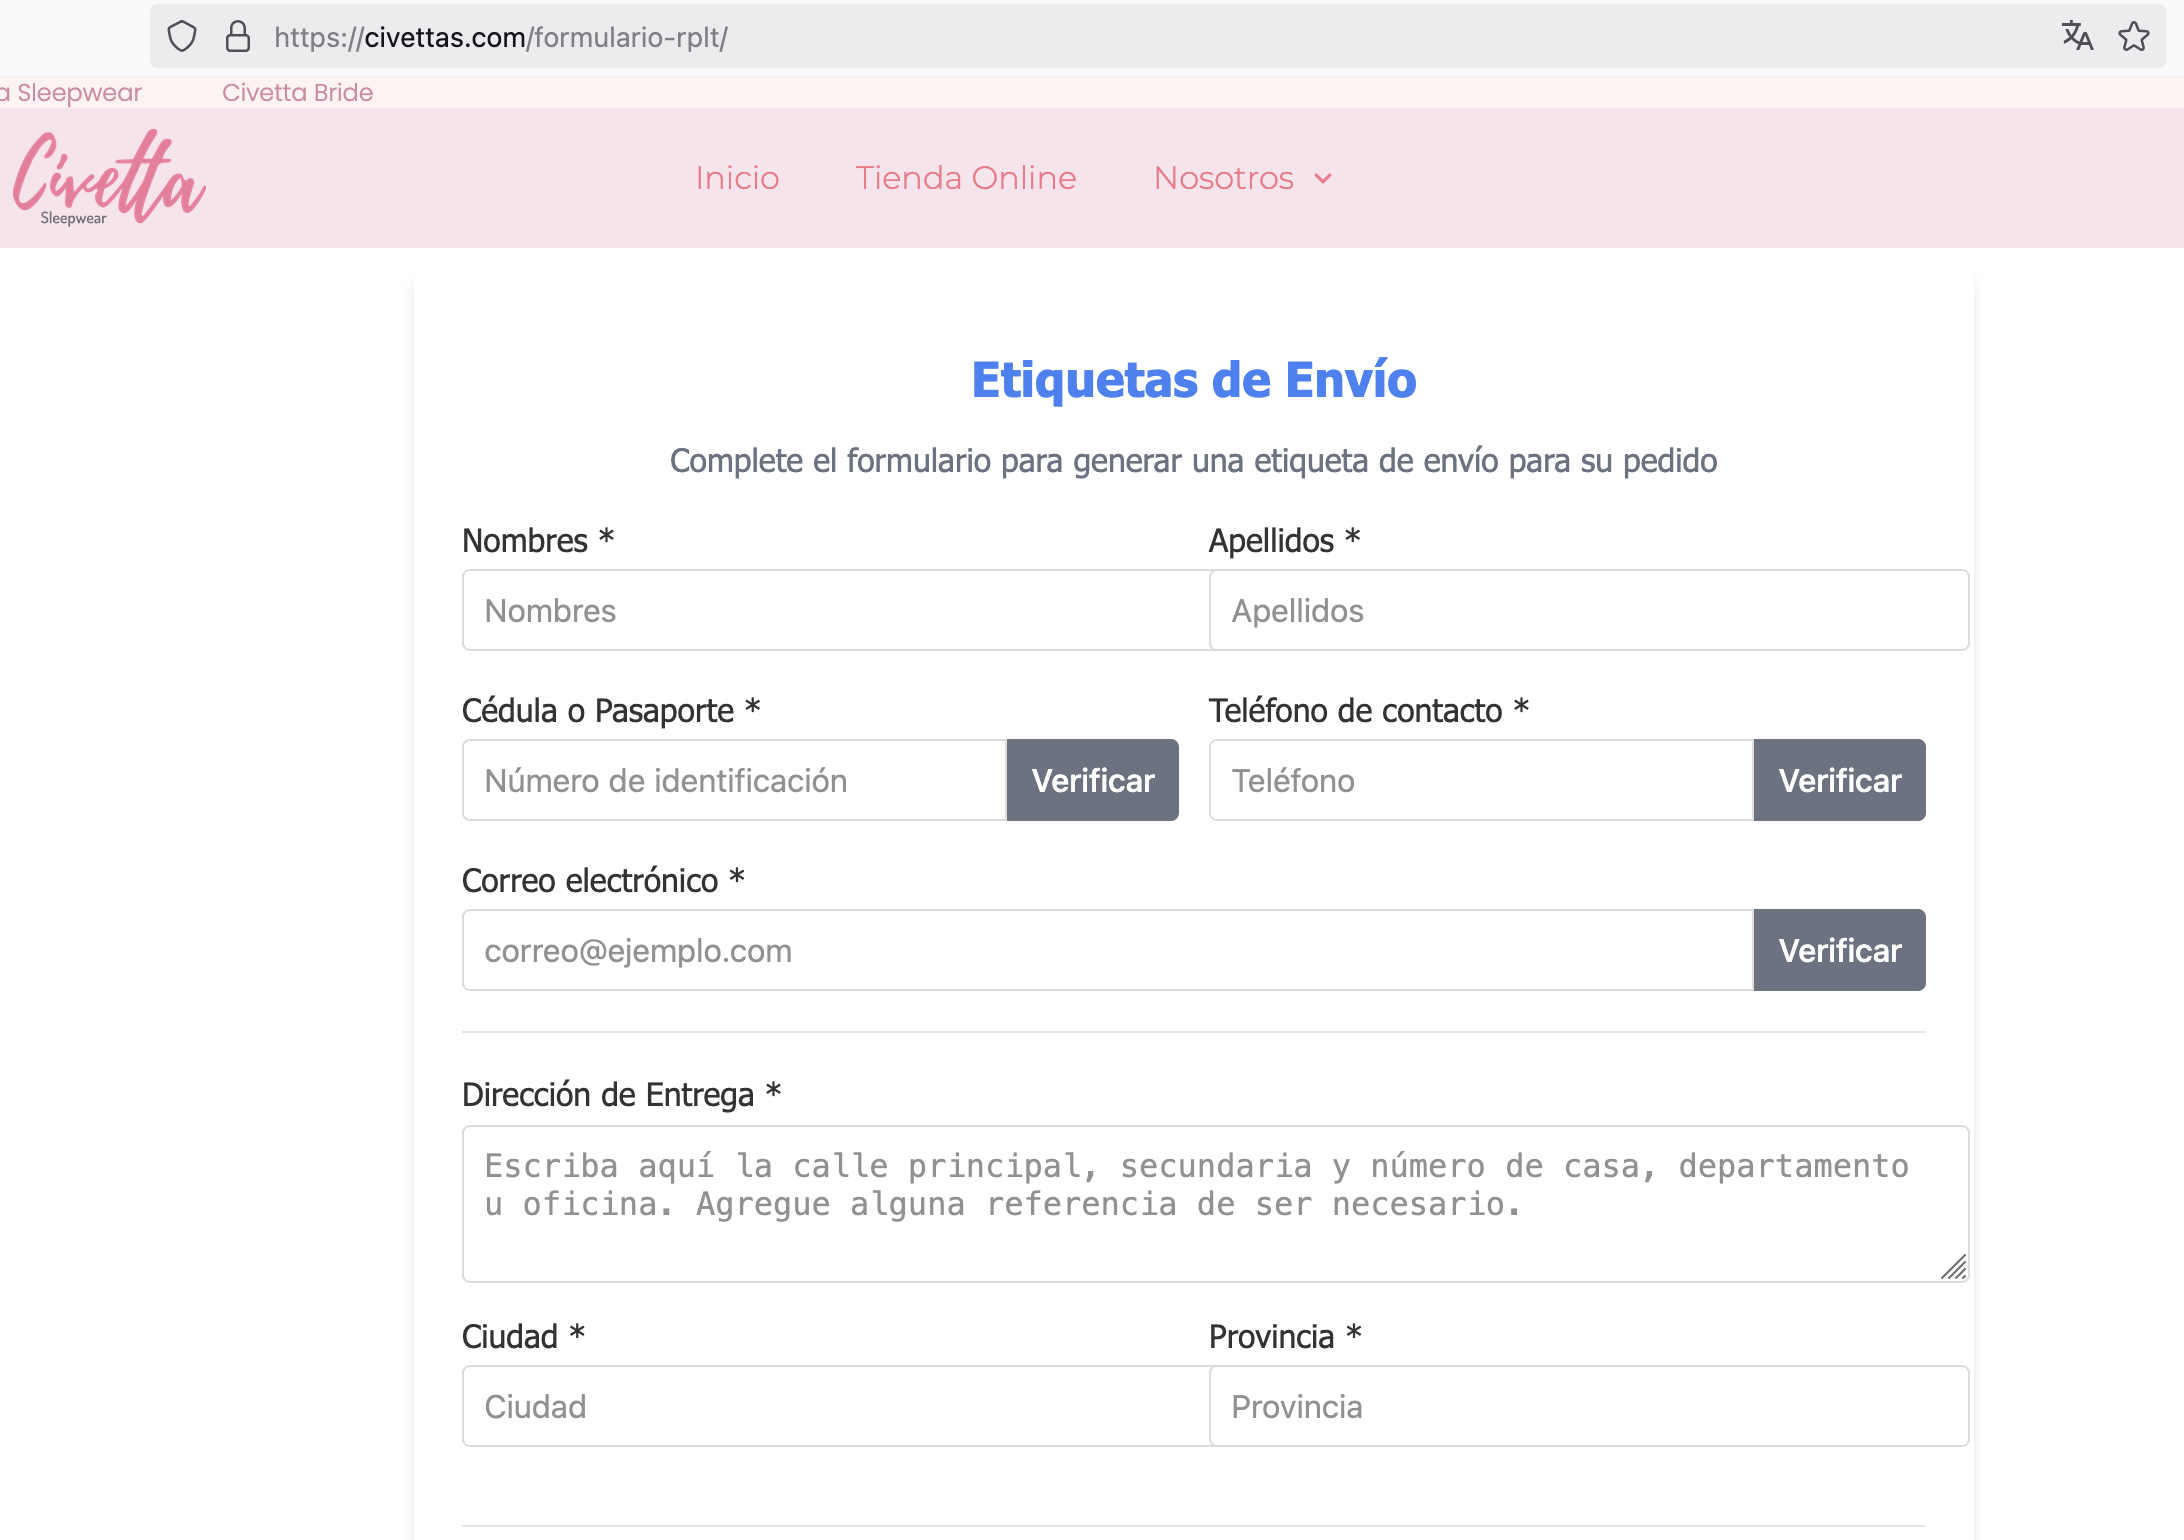 https://civettas.com/formulario-rplt/
a Sleepwear Civetta Bride
Civetta
Sleepwear
Inicio Tienda Online Nosotros
Etiquetas de Envío
Complete el formulario para generar una etiqueta de envío para su pedido
Nombres * Apellidos *
Nombres Apellidos
Cédula o Pasaporte * Teléfono de contacto *
Número de identificación Verificar Teléfono Verificar
Correo electrónico *
correo@ejemplo.com Verificar
Dirección de Entrega *
Escriba aquí la calle principal, secundaria y número de casa, departamento
u oficina. Agregue alguna referencia de ser necesario.
Ciudad * Provincia *
Ciudad Provincia